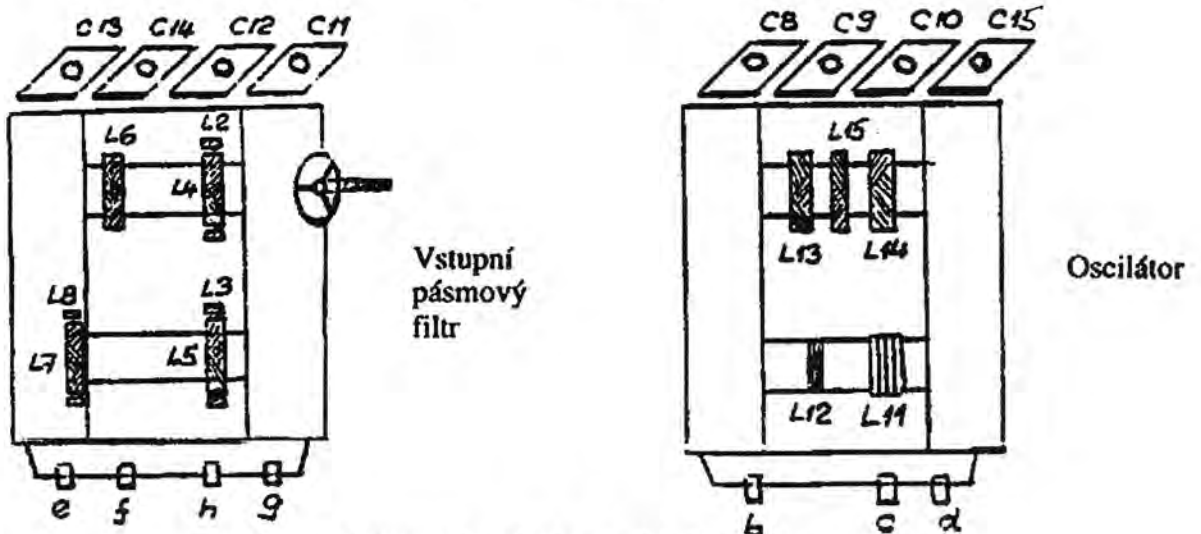 C13 C14 C12 C11
L6 L2
L4
L8 L3
L7 L5
e f h g
Vstupní
pásmový
filtr
C8 C9 C10 C15
L15
L13 L14
L12 L11
b c d
Oscilátor